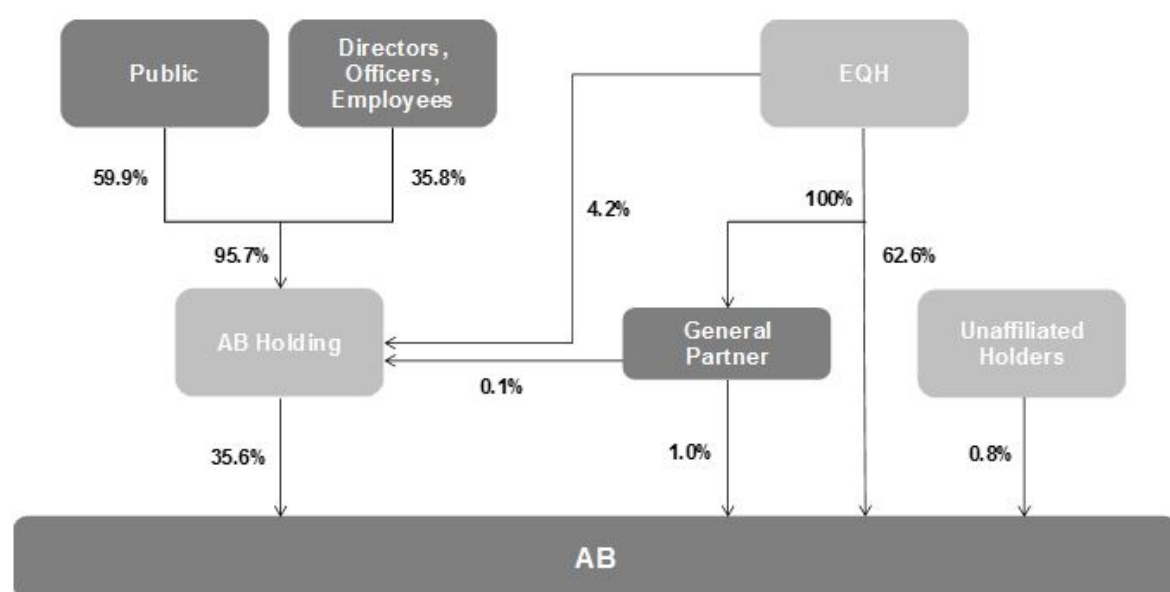 Public
Directors,
Officers,
Employees
EQH
59.9%
35.8%
4.2%
100%
95.7%
62.6%
AB Holding
General
Partner
Unaffiliated
Holders
0.1%
35.6%
1.0%
0.8%
AB